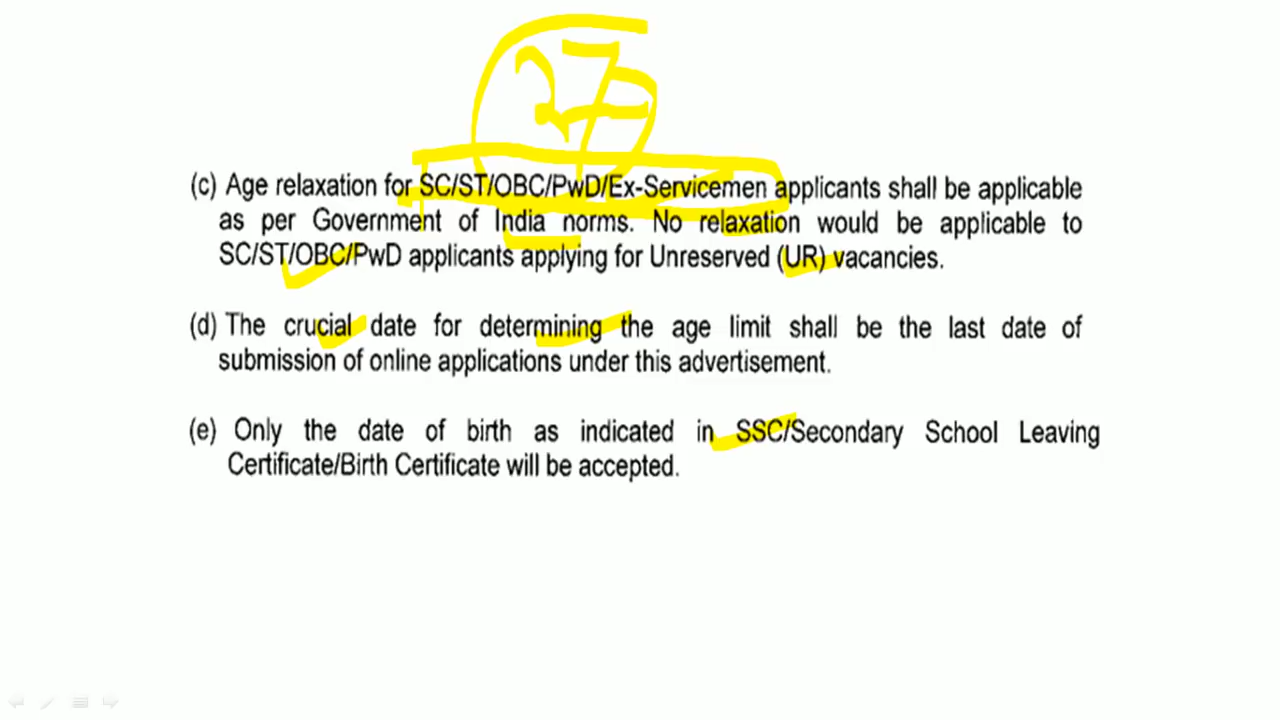 27
(c) Age relaxation for SC/ST/OBC/PwD/Ex-Servicemen applicants shall be applicable
as per Government of India norms. No relaxation would be applicable to
SC/ST/OBC/PwD applicants applying for Unreserved (UR) vacancies.
(d) The crucial date for determining the age limit shall be the last date of
submission of online applications under this advertisement.
(e) Only the date of birth as indicated in SSC/Secondary School Leaving
Certificate/Birth Certificate will be accepted.